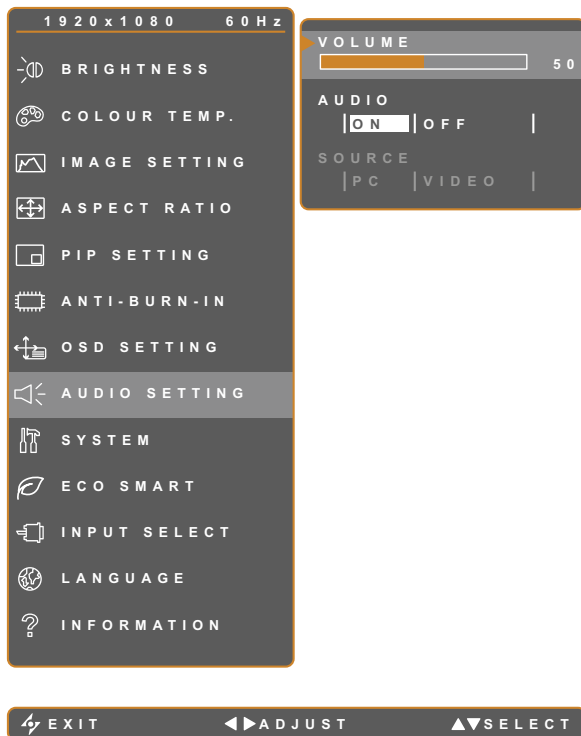 1920x1080 60Hz
BRIGHTNESS
COLOUR TEMP.
IMAGE SETTING
ASPECT RATIO
PIP SETTING
ANTI-BURN-IN
OSD SETTING
AUDIO SETTING
SYSTEM
ECO SMART
INPUT SELECT
LANGUAGE
INFORMATION
VOLUME
50
AUDIO
ON OFF
SOURCE
PC VIDEO
EXIT ADJUST SELECT